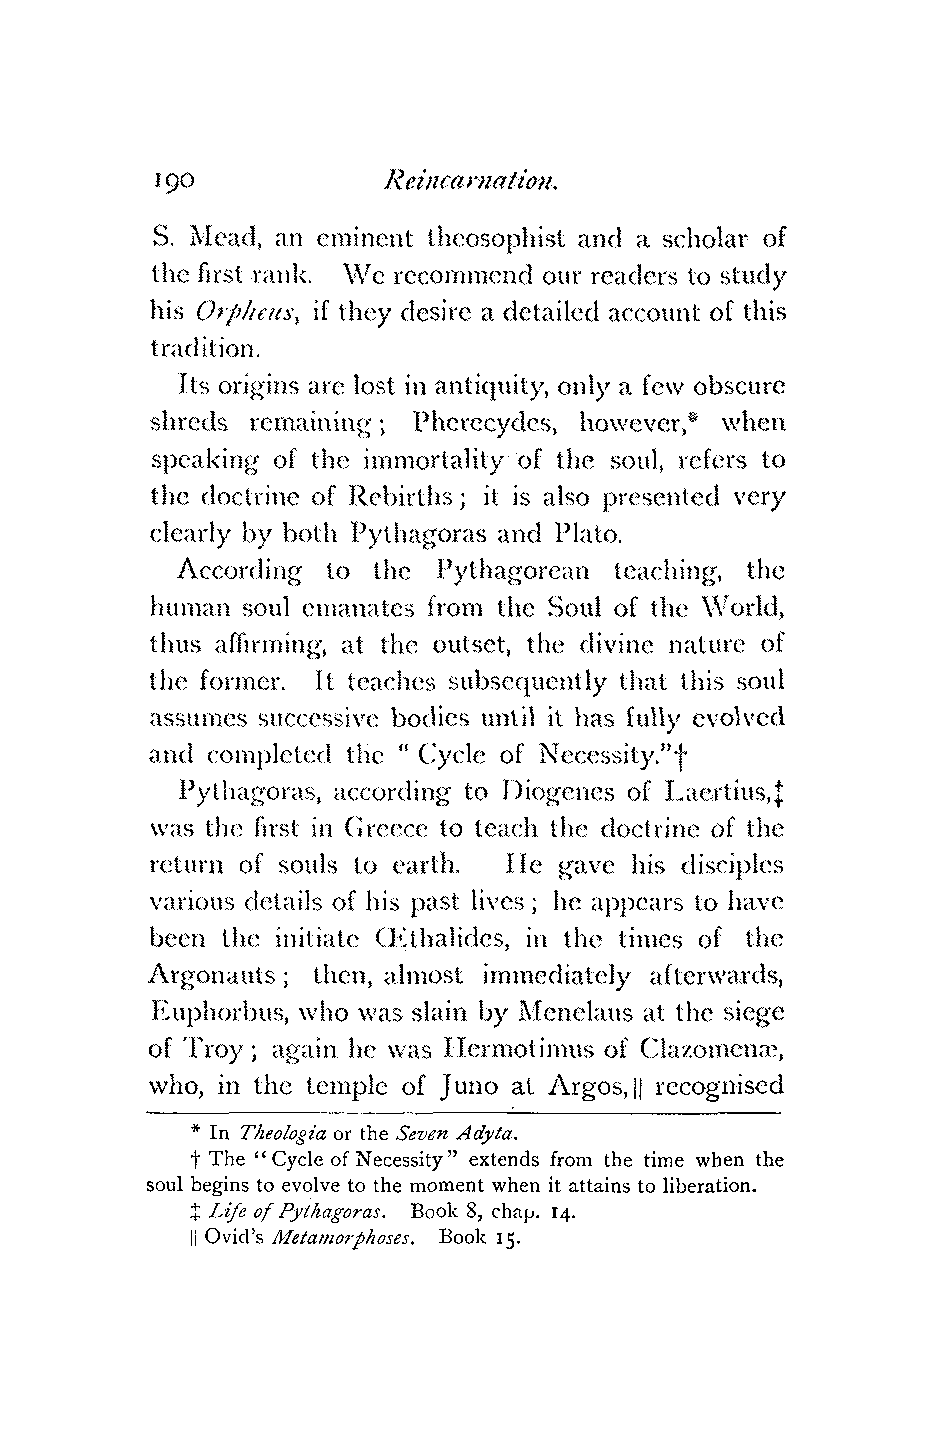 190 Reincarnation.
S. Mead, an eminent theosophist and a scholar of
the first rank. We recommend our readers to study
his Orpheus, if they desire a detailed account of this
tradition.
Its origins are lost in antiquity, only a few obscure
shreds remaining; Pherecydes, however,* when
speaking of the immortality of the soul, refers to
the doctrine of Rebirths; it is also presented very
clearly by both Pythagoras and Plato.
According to the Pythagorean teaching, the
human soul emanates from the Soul of the World,
thus affirming, at the outset, the divine nature of
the former. It teaches subsequently that this soul
assumes successive bodies until it has fully evolved
and completed the "Cycle of Necessity."†
Pythagoras, according to Diogenes of Laertius,‡
was the first in Greece to teach the doctrine of the
return of souls to earth. He gave his disciples
various details of his past lives; he appears to have
been the initiate Œthalides, in the times of the
Argonauts; then, almost immediately afterwards,
Euphorbus, who was slain by Menelaus at the siege
of Troy; again he was Hermotimus of Clazomenæ,
who, in the temple of Juno at Argos,|| recognised
* In Theologia or the Seven Adyta.
† The "Cycle of Necessity" extends from the time when the
soul begins to evolve to the moment when it attains to liberation.
‡ Life of Pythagoras. Book 8, chap. 14.
|| Ovid's Metamorphoses. Book 15.